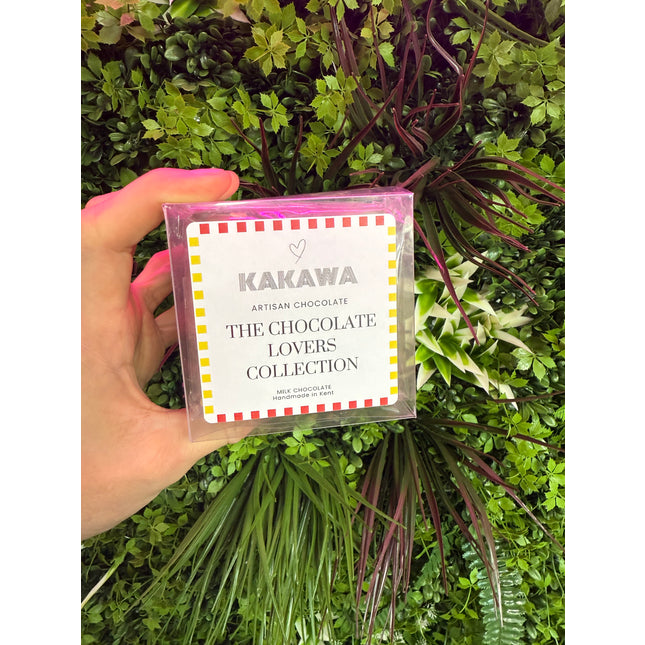 KAKAWA
ARTISAN CHOCOLATE
THE CHOCOLATE
LOVERS
COLLECTION
MILK CHOCOLATE
Handmade in Kent